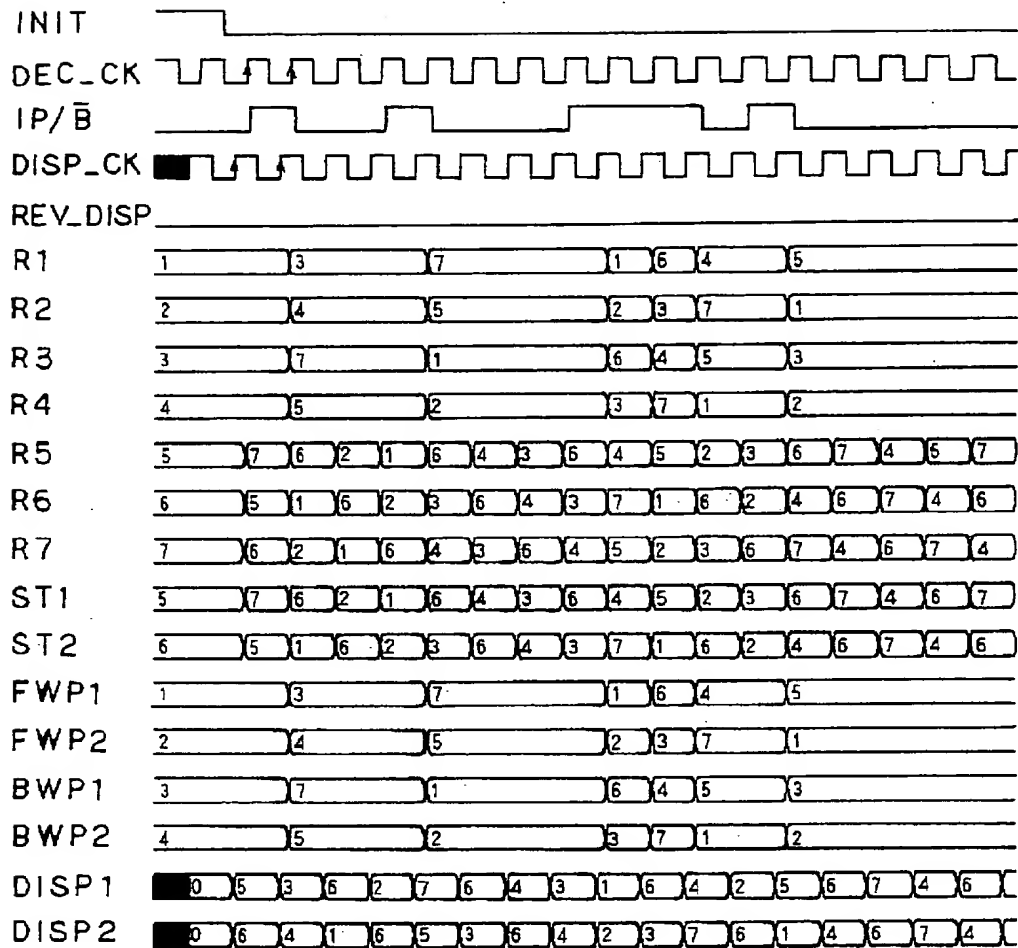 INIT
DEC_CK
IP/B̄
DISP_CK
REV_DISP
R1 1 3 7 1 6 4 5
R2 2 4 5 2 3 7 1
R3 3 7 1 6 4 5 3
R4 4 5 2 3 7 1 2
R5 5 7 6 2 1 6 4 3 6 4 5 2 3 6 7 4 6 7
R6 6 5 1 6 2 3 6 4 3 7 1 6 2 4 6 7 4 6
R7 7 6 2 1 6 4 3 6 4 5 2 3 6 7 4 6 7 4
ST1 5 7 6 2 1 6 4 3 6 4 5 2 3 6 7 4 6 7
ST2 6 5 1 6 2 3 6 4 3 7 1 6 2 4 6 7 4 6
FWP1 1 3 7 1 6 4 5
FWP2 2 4 5 2 3 7 1
BWP1 3 7 1 6 4 5 3
BWP2 4 5 2 3 7 1 2
DISP1 0 5 3 6 2 7 6 4 3 1 6 4 2 5 6 7 4 6
DISP2 0 6 4 1 6 5 3 6 4 2 3 7 6 1 4 6 7 4